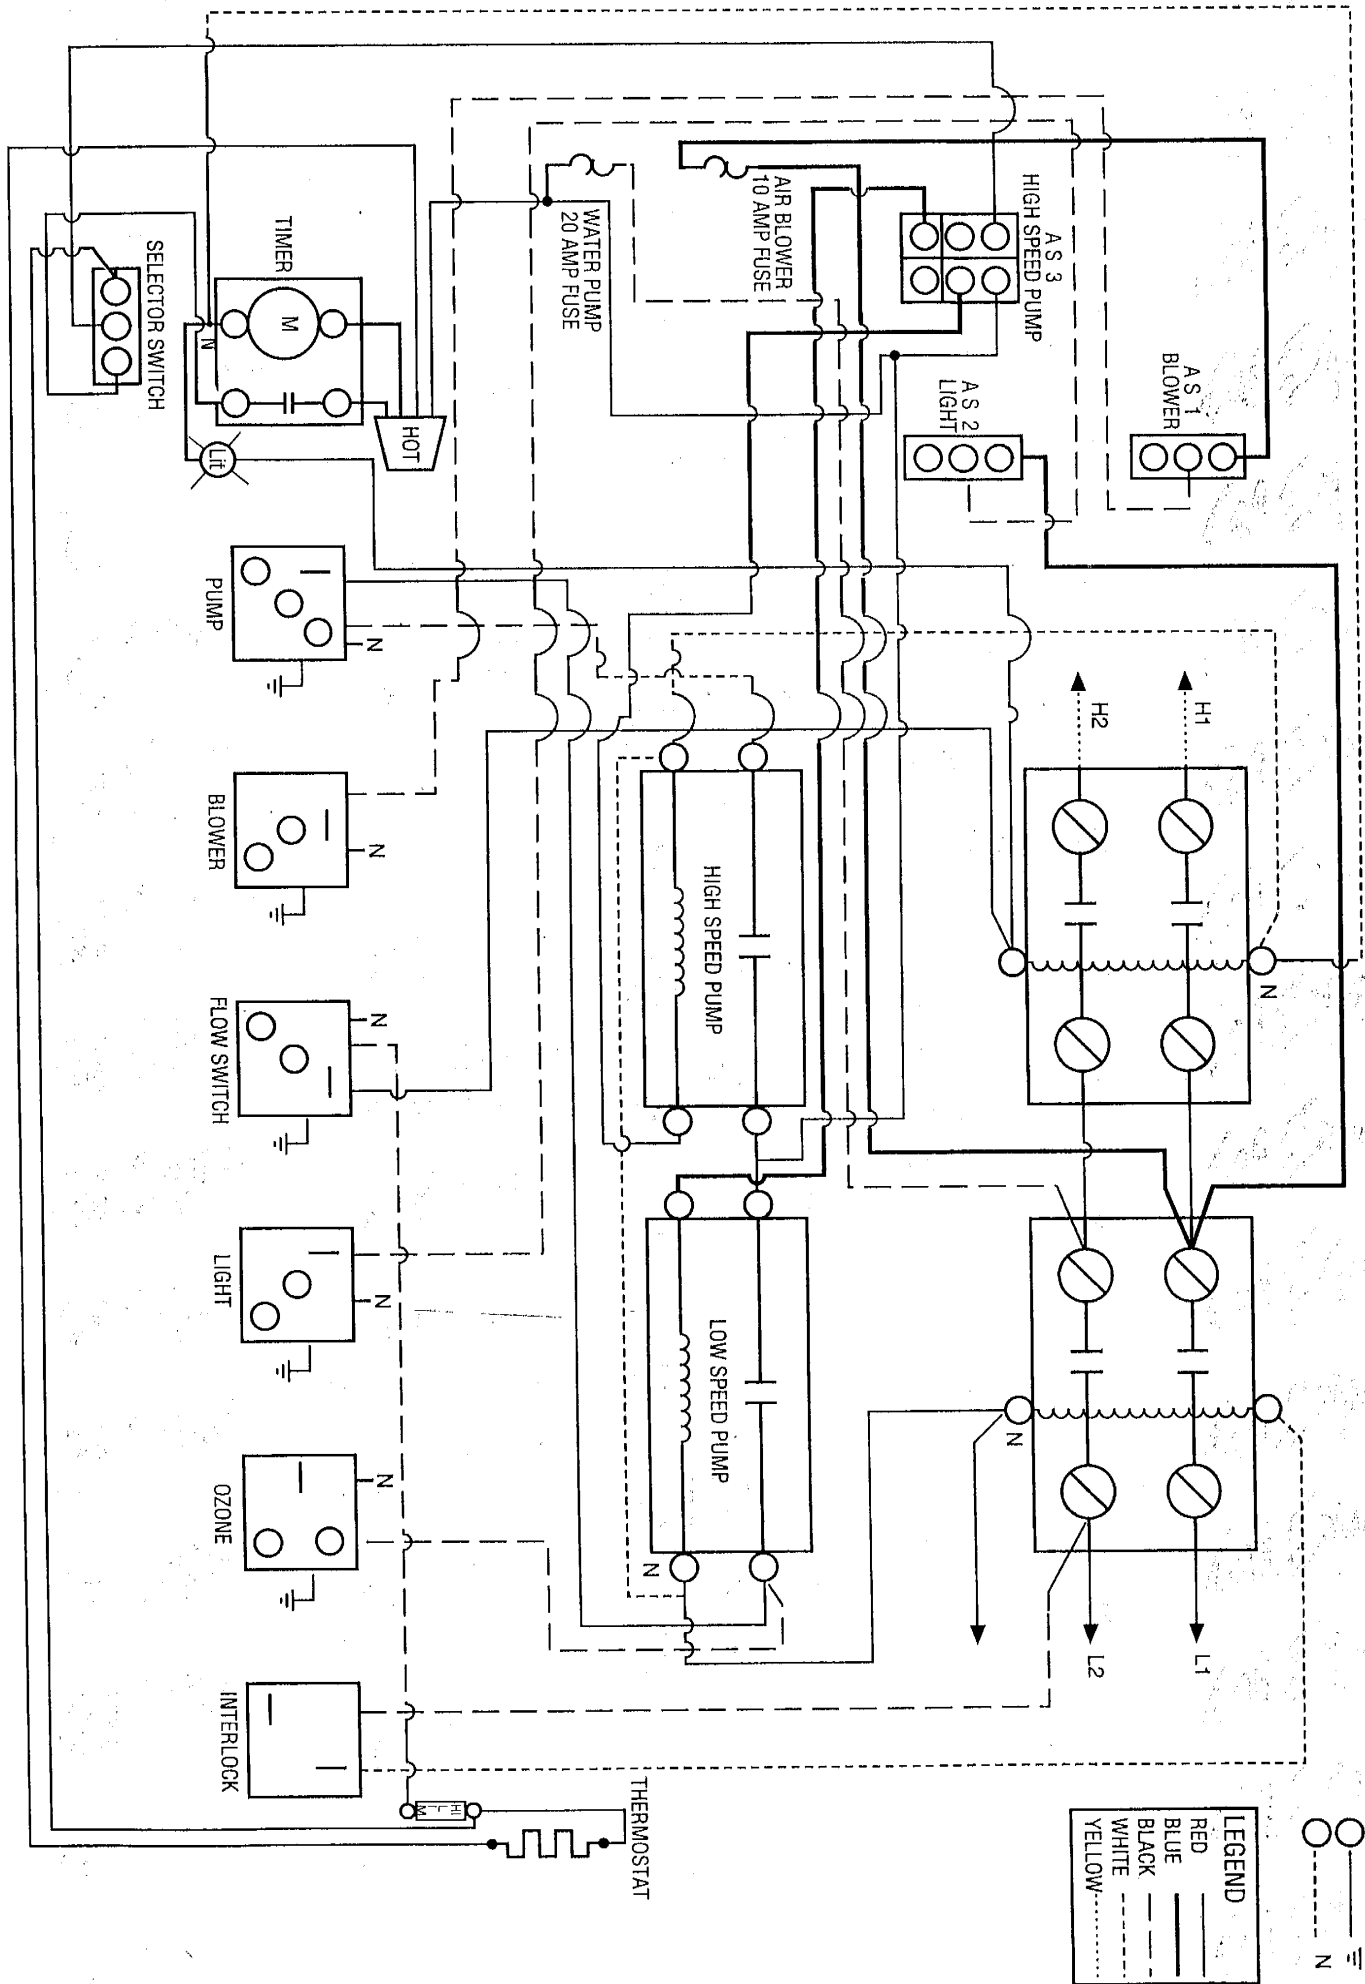 A S 3
HIGH SPEED PUMP
A S 1
BLOWER
A S 2
LIGHT
AIR BLOWER
10 AMP FUSE
WATER PUMP
20 AMP FUSE
TIMER
M
N
HOT
Lit
SELECTOR SWITCH
H1
H2
N
HIGH SPEED PUMP
LOW SPEED PUMP
N
N
L1
L2
PUMP
N
BLOWER
N
FLOW SWITCH
N
LIGHT
N
OZONE
N
INTERLOCK
HI LIM
THERMOSTAT
LEGEND
RED
BLUE
BLACK
WHITE
YELLOW
N